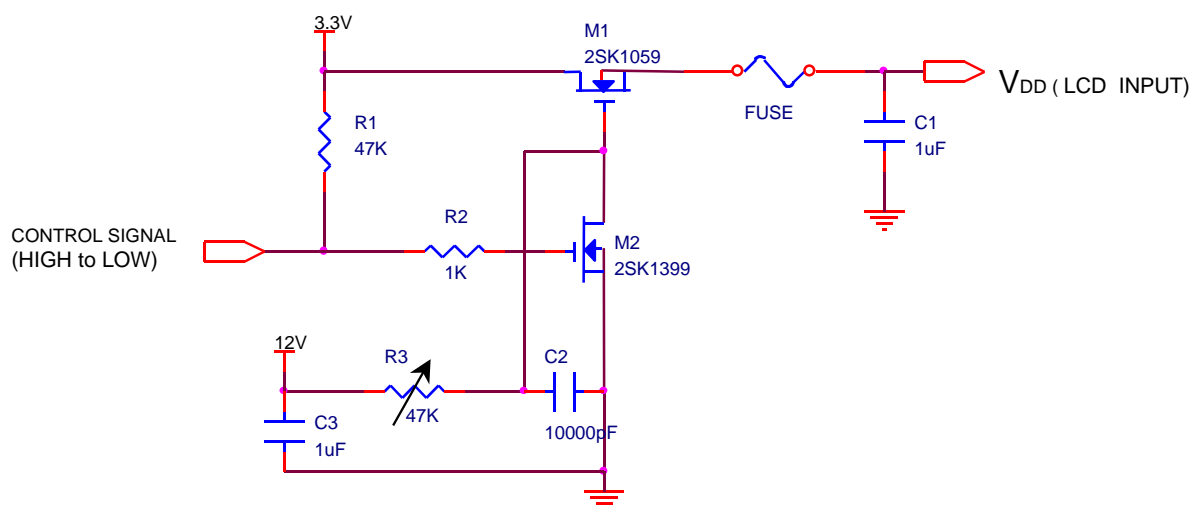 3.3V
M1
2SK1059
FUSE
VDD ( LCD INPUT)
R1
47K
C1
1uF
CONTROL SIGNAL
(HIGH to LOW)
R2
1K
M2
2SK1399
12V
R3
47K
C2
10000pF
C3
1uF